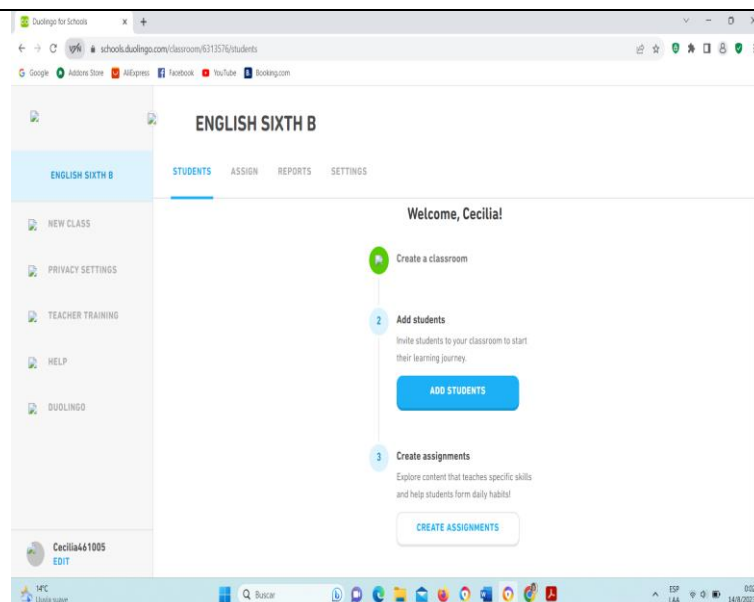 Duolingo for Schools
schools.duolingo.com/classroom/6313576/students
Google Addons Store AliExpress Facebook YouTube Booking.com
ENGLISH SIXTH B
ENGLISH SIXTH B
STUDENTS ASSIGN REPORTS SETTINGS
NEW CLASS
PRIVACY SETTINGS
TEACHER TRAINING
HELP
DUOLINGO
Welcome, Cecilia!
Create a classroom
2 Add students
Invite students to your classroom to start
their learning journey.
ADD STUDENTS
3 Create assignments
Explore content that teaches specific skills
and help students form daily habits!
CREATE ASSIGNMENTS
Cecilia461005
EDIT
14°C
Lluvia suave
Buscar
ESP
LAA